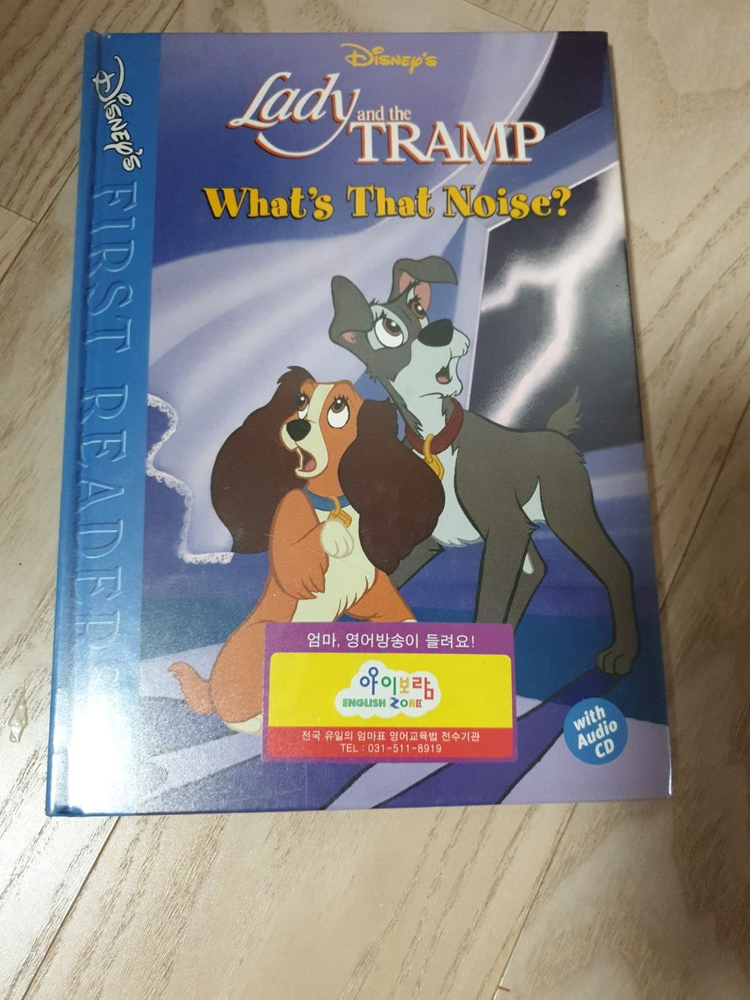 Disney's
FIRST READERS
Disney's
Lady
and the
TRAMP
What's That Noise?
엄마, 영어방송이 들려요!
아이보람
ENGLISH ZONE
전국 유일의 엄마표 영어교육법 전수기관
TEL : 031-511-8919
with
Audio
CD